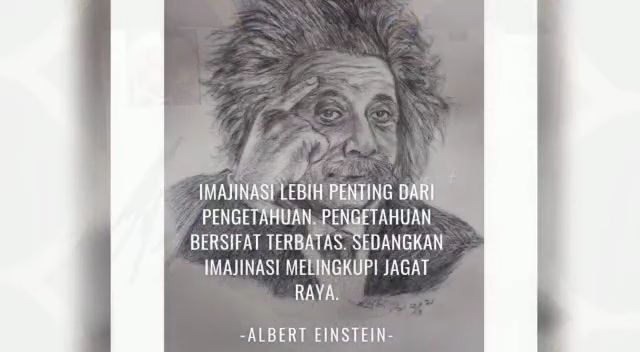 IMAJINASI LEBIH PENTING DARI
PENGETAHUAN. PENGETAHUAN
BERSIFAT TERBATAS. SEDANGKAN
IMAJINASI MELINGKUPI JAGAT
RAYA.
-ALBERT EINSTEIN-